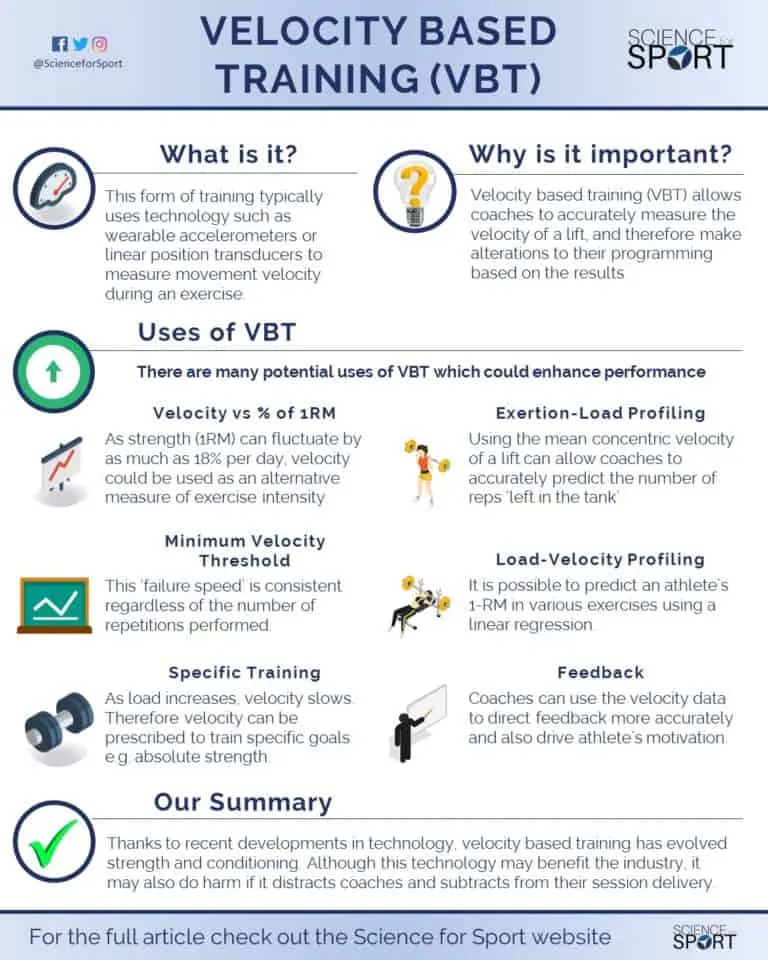 VELOCITY BASED
TRAINING (VBT)
@ScienceforSport
SCIENCE for
SPORT
What is it?
This form of training typically
uses technology such as
wearable accelerometers or
linear position transducers to
measure movement velocity
during an exercise.
Why is it important?
Velocity based training (VBT) allows
coaches to accurately measure the
velocity of a lift, and therefore make
alterations to their programming
based on the results
Uses of VBT
There are many potential uses of VBT which could enhance performance
Velocity vs % of 1RM
As strength (1RM) can fluctuate by
as much as 18% per day, velocity
could be used as an alternative
measure of exercise intensity
Exertion-Load Profiling
Using the mean concentric velocity
of a lift can allow coaches to
accurately predict the number of
reps 'left in the tank'
Minimum Velocity
Threshold
This 'failure speed' is consistent
regardless of the number of
repetitions performed.
Load-Velocity Profiling
It is possible to predict an athlete's
1-RM in various exercises using a
linear regression.
Specific Training
As load increases, velocity slows.
Therefore velocity can be
prescribed to train specific goals
e.g. absolute strength.
Feedback
Coaches can use the velocity data
to direct feedback more accurately
and also drive athlete's motivation.
Our Summary
Thanks to recent developments in technology, velocity based training has evolved
strength and conditioning. Although this technology may benefit the industry, it
may also do harm if it distracts coaches and subtracts from their session delivery.
For the full article check out the Science for Sport website
SCIENCE for
SPORT